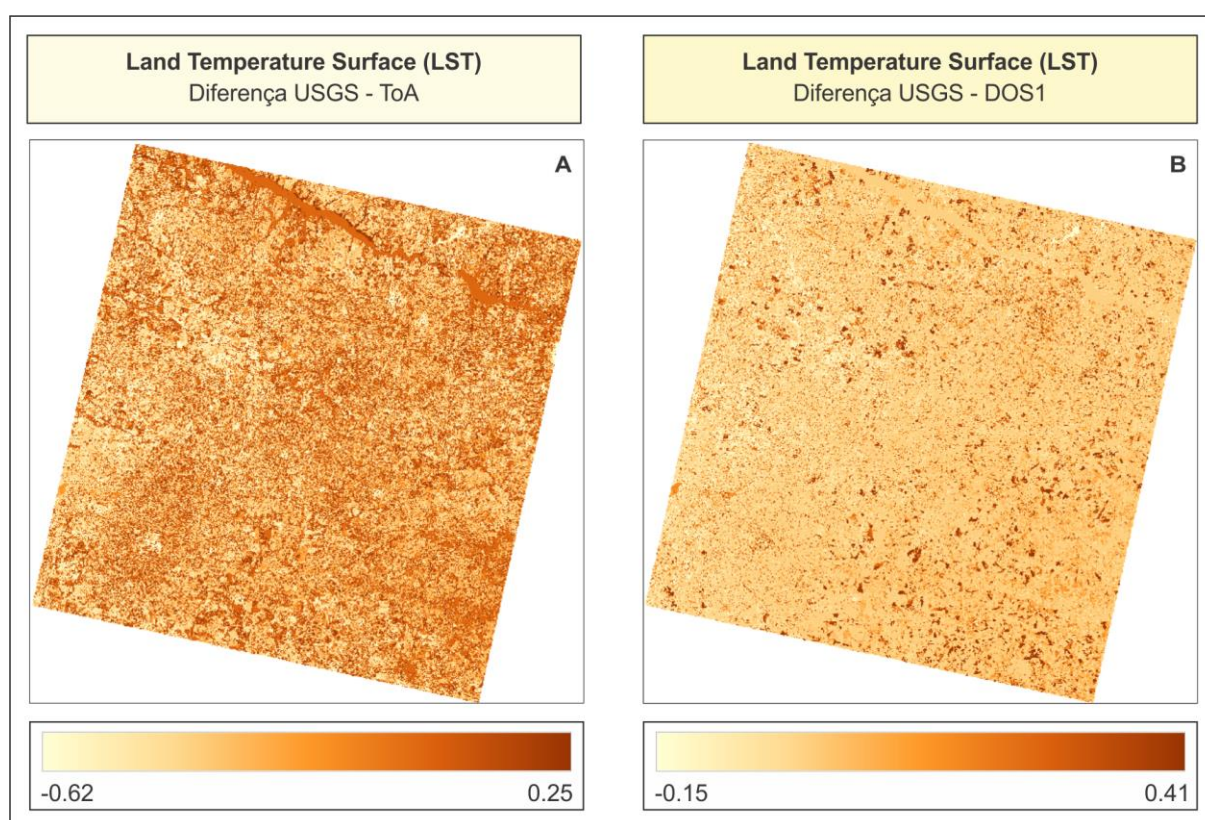 Land Temperature Surface (LST)
Diferença USGS - ToA
A
-0.62
0.25
Land Temperature Surface (LST)
Diferença USGS - DOS1
B
-0.15
0.41